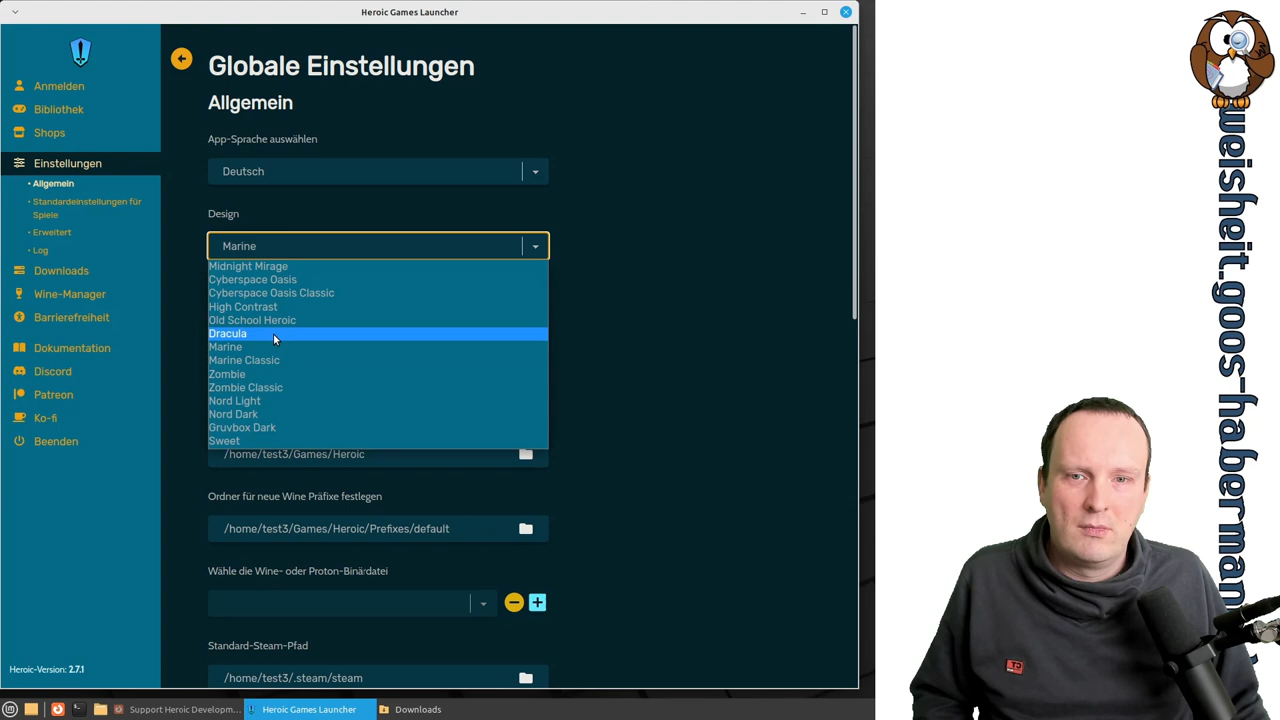 Heroic Games Launcher
Anmelden
Bibliothek
Shops
Einstellungen
Allgemein
Standardeinstellungen für
Spiele
Erweitert
Log
Downloads
Wine-Manager
Barrierefreiheit
Dokumentation
Discord
Patreon
Ko-fi
Beenden
Heroic-Version: 2.7.1
Globale Einstellungen
Allgemein
App-Sprache auswählen
Deutsch
Design
Marine
Midnight Mirage
Cyberspace Oasis
Cyberspace Oasis Classic
High Contrast
Old School Heroic
Dracula
Marine
Marine Classic
Zombie
Zombie Classic
Nord Light
Nord Dark
Gruvbox Dark
Sweet
/home/test3/Games/Heroic
Ordner für neue Wine Präfixe festlegen
/home/test3/Games/Heroic/Prefixes/default
Wähle die Wine- oder Proton-Binärdatei
Standard-Steam-Pfad
/home/test3/.steam/steam
Support Heroic Developm...
Heroic Games Launcher
Downloads
weisheit.goos-haberman